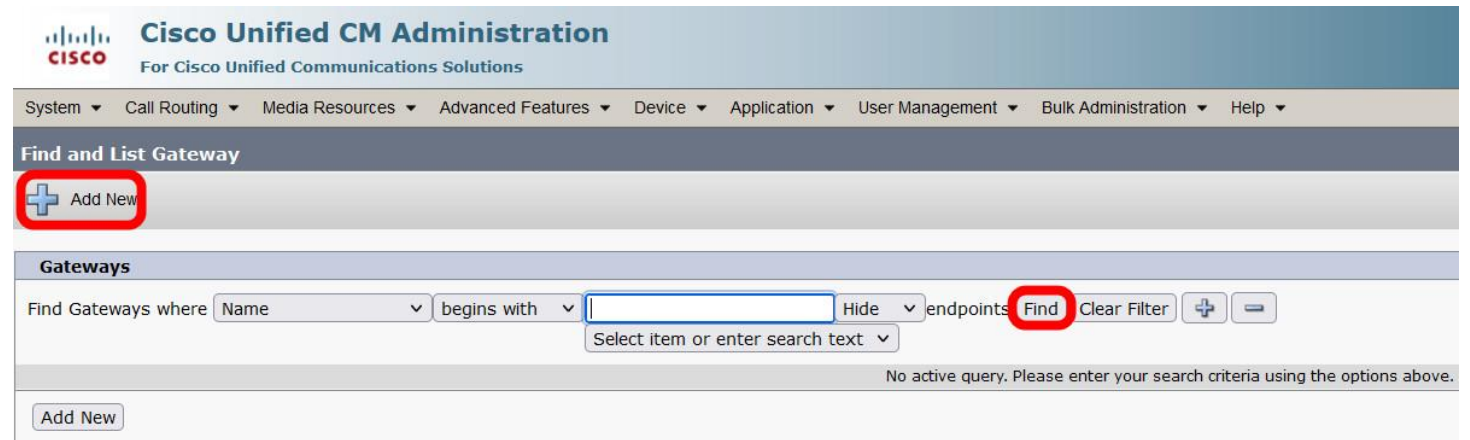 CISCO
Cisco Unified CM Administration
For Cisco Unified Communications Solutions
System Call Routing Media Resources Advanced Features Device Application User Management Bulk Administration Help
Find and List Gateway
Add New
Gateways
Find Gateways where Name begins with Hide endpoints Find Clear Filter
Select item or enter search text
No active query. Please enter your search criteria using the options above.
Add New